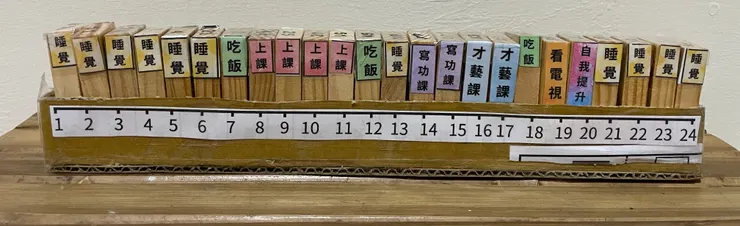 睡覺 睡覺 睡覺 睡覺 睡覺 睡覺 吃飯 上課 上課 上課 上課 吃飯 睡覺 寫功課 寫功課 才藝課 才藝課 吃飯 看電視 自我提升 睡覺 睡覺 睡覺 睡覺
1 2 3 4 5 6 7 8 9 10 11 12 13 14 15 16 17 18 19 20 21 22 23 24